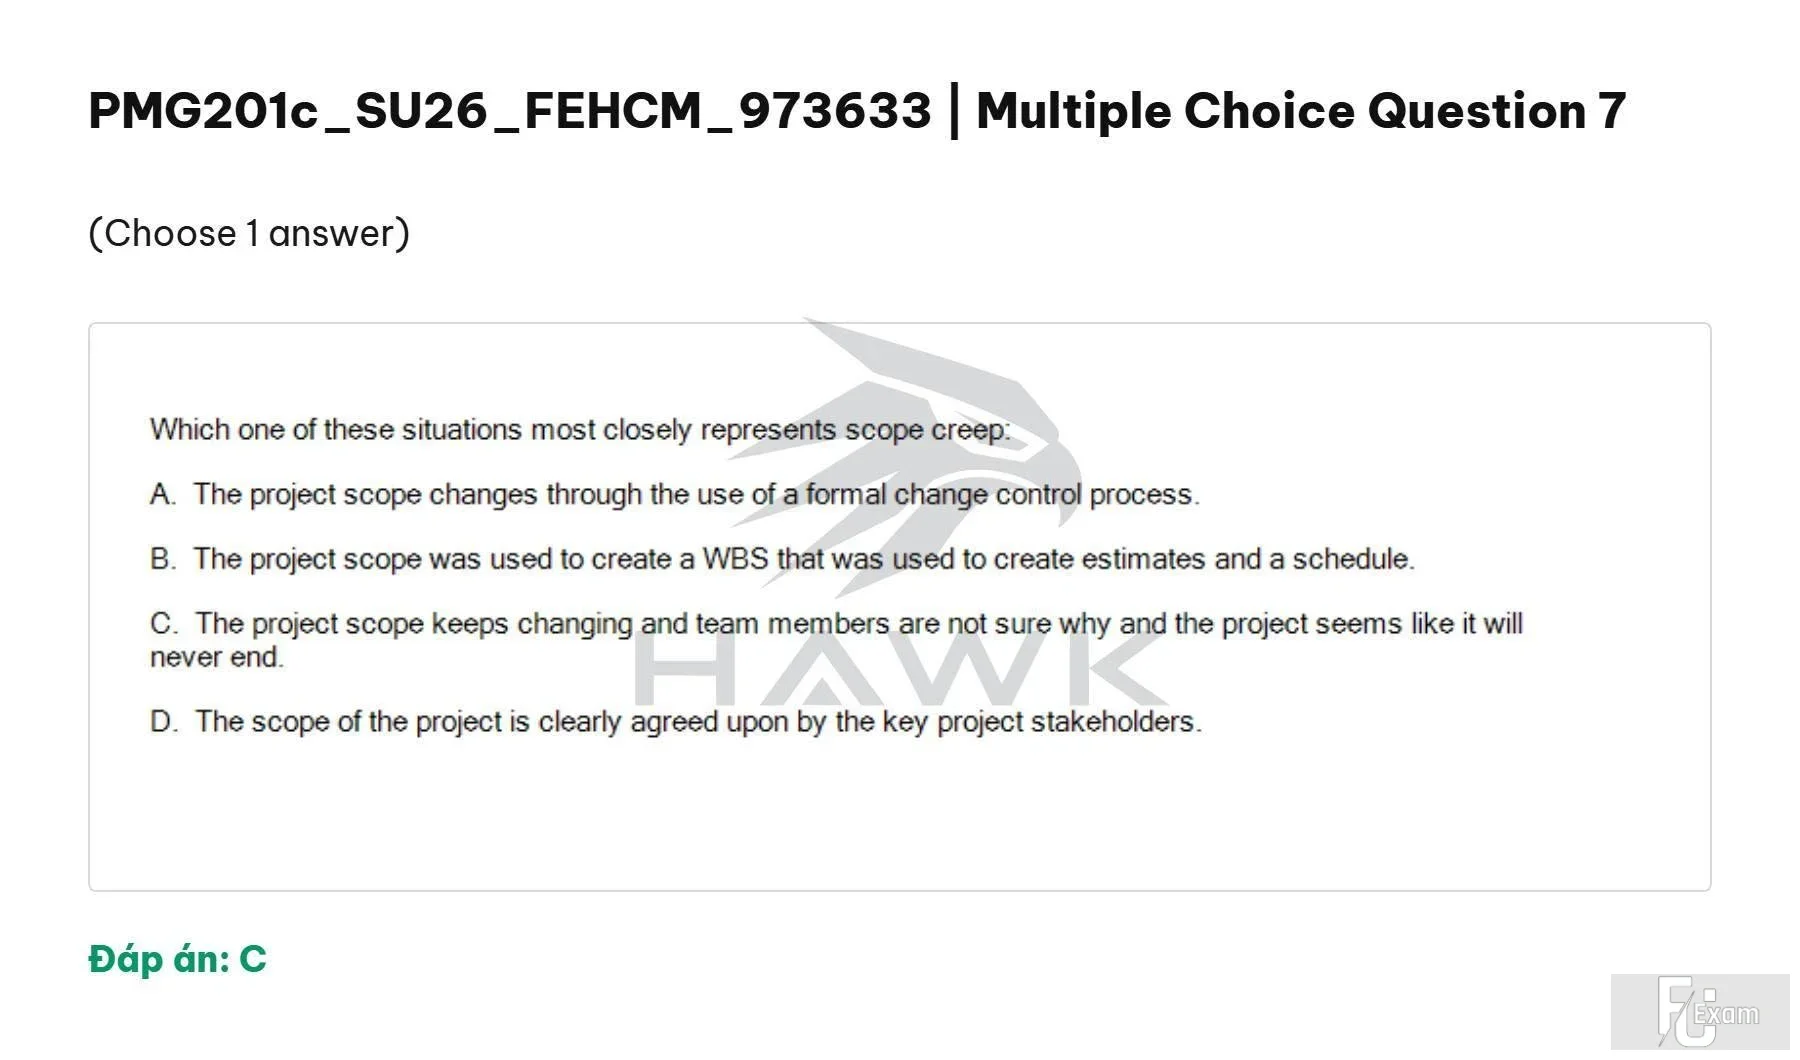 PMG201c_SU26_FEHCM_973633 | Multiple Choice Question 7
(Choose 1 answer)
Which one of these situations most closely represents scope creep:
A. The project scope changes through the use of a formal change control process.
B. The project scope was used to create a WBS that was used to create estimates and a schedule.
C. The project scope keeps changing and team members are not sure why and the project seems like it will
never end.
D. The scope of the project is clearly agreed upon by the key project stakeholders.
HAWK
Đáp án: C
FU Exam